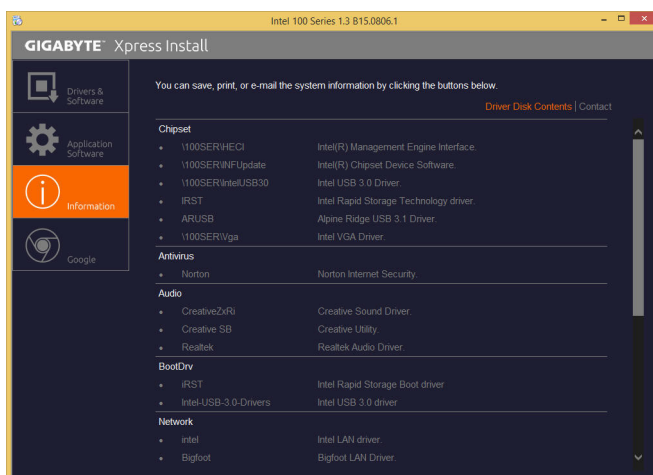 Intel 100 Series 1.3 B15.0806.1
GIGABYTE™ Xpress Install
Drivers &
Software
Application
Software
Information
Google
You can save, print, or e-mail the system information by clicking the buttons below.
Driver Disk Contents | Contact
Chipset
• \100SER\HECI Intel(R) Management Engine Interface.
• \100SER\INFUpdate Intel(R) Chipset Device Software.
• \100SER\IntelUSB30 Intel USB 3.0 Driver.
• IRST Intel Rapid Storage Technology driver.
• ARUSB Alpine Ridge USB 3.1 Driver.
• \100SER\Vga Intel VGA Driver.
Antivirus
• Norton Norton Internet Security.
Audio
• CreativeZxRi Creative Sound Driver.
• Creative SB Creative Utility.
• Realtek Realtek Audio Driver.
BootDrv
• iRST Intel Rapid Storage Boot driver
• Intel-USB-3.0-Drivers Intel USB 3.0 driver
Network
• intel Intel LAN driver.
• Bigfoot Bigfoot LAN Driver.